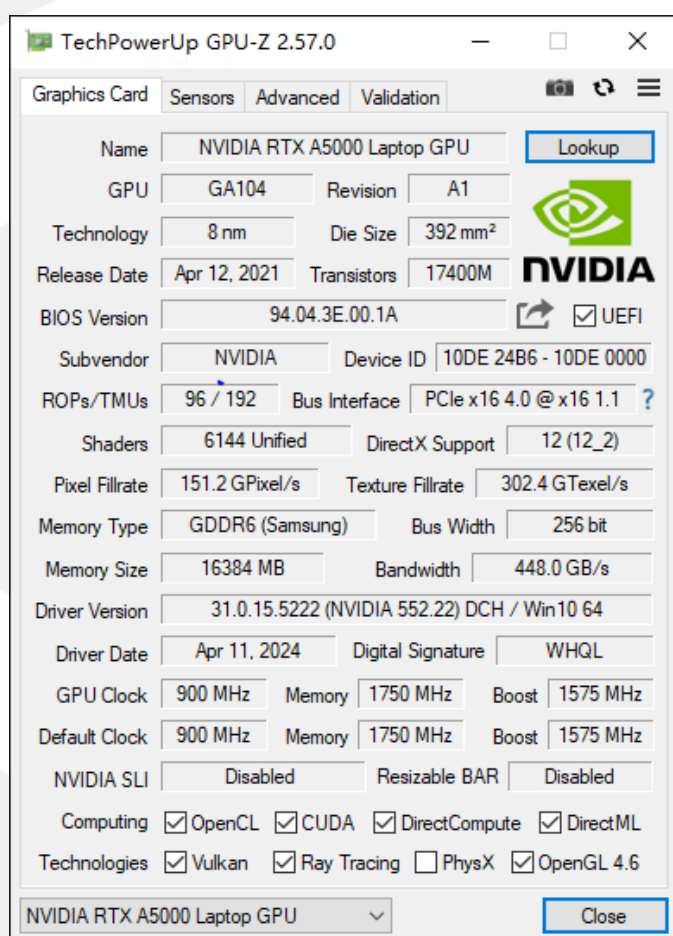 TechPowerUp GPU-Z 2.57.0
Graphics Card Sensors Advanced Validation
Name NVIDIA RTX A5000 Laptop GPU Lookup
GPU GA104 Revision A1
Technology 8 nm Die Size 392 mm²
Release Date Apr 12, 2021 Transistors 17400M
NVIDIA
BIOS Version 94.04.3E.00.1A UEFI
Subvendor NVIDIA Device ID 10DE 24B6 - 10DE 0000
ROPs/TMUs 96 / 192 Bus Interface PCIe x16 4.0 @ x16 1.1 ?
Shaders 6144 Unified DirectX Support 12 (12_2)
Pixel Fillrate 151.2 GPixel/s Texture Fillrate 302.4 GTexel/s
Memory Type GDDR6 (Samsung) Bus Width 256 bit
Memory Size 16384 MB Bandwidth 448.0 GB/s
Driver Version 31.0.15.5222 (NVIDIA 552.22) DCH / Win10 64
Driver Date Apr 11, 2024 Digital Signature WHQL
GPU Clock 900 MHz Memory 1750 MHz Boost 1575 MHz
Default Clock 900 MHz Memory 1750 MHz Boost 1575 MHz
NVIDIA SLI Disabled Resizable BAR Disabled
Computing OpenCL CUDA DirectCompute DirectML
Technologies Vulkan Ray Tracing PhysX OpenGL 4.6
NVIDIA RTX A5000 Laptop GPU Close